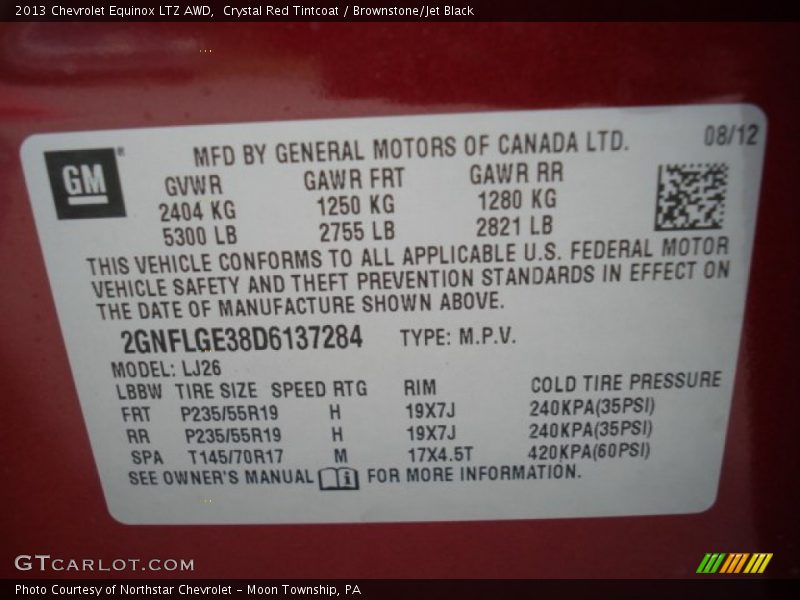 2013 Chevrolet Equinox LTZ AWD,  Crystal Red Tintcoat / Brownstone/Jet Black
GM ®
MFD BY GENERAL MOTORS OF CANADA LTD. 08/12
GVWR GAWR FRT GAWR RR
2404 KG 1250 KG 1280 KG
5300 LB 2755 LB 2821 LB
THIS VEHICLE CONFORMS TO ALL APPLICABLE U.S. FEDERAL MOTOR
VEHICLE SAFETY AND THEFT PREVENTION STANDARDS IN EFFECT ON
THE DATE OF MANUFACTURE SHOWN ABOVE.
2GNFLGE38D6137284 TYPE: M.P.V.
MODEL: LJ26
LBBW TIRE SIZE SPEED RTG RIM COLD TIRE PRESSURE
FRT P235/55R19 H 19X7J 240KPA(35PSI)
RR P235/55R19 H 19X7J 240KPA(35PSI)
SPA T145/70R17 M 17X4.5T 420KPA(60PSI)
SEE OWNER'S MANUAL i FOR MORE INFORMATION.
GTCARLOT.COM
Photo Courtesy of Northstar Chevrolet - Moon Township, PA